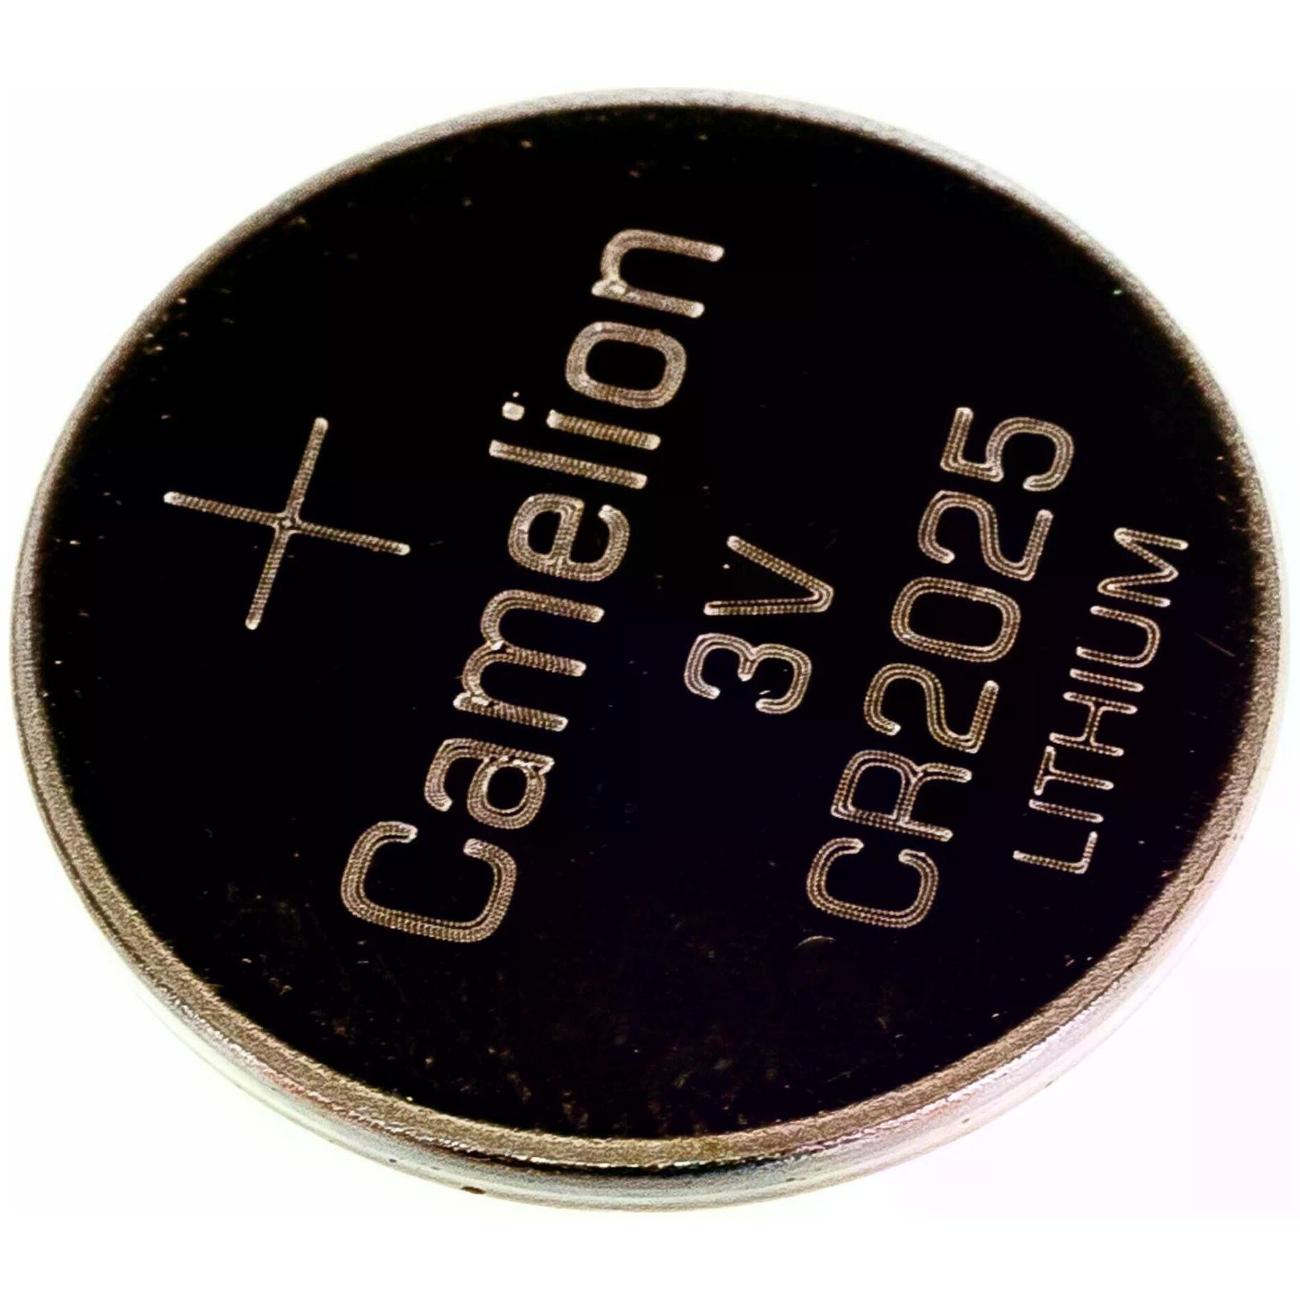 +
Camelion
3V
CR2025
LITHIUM